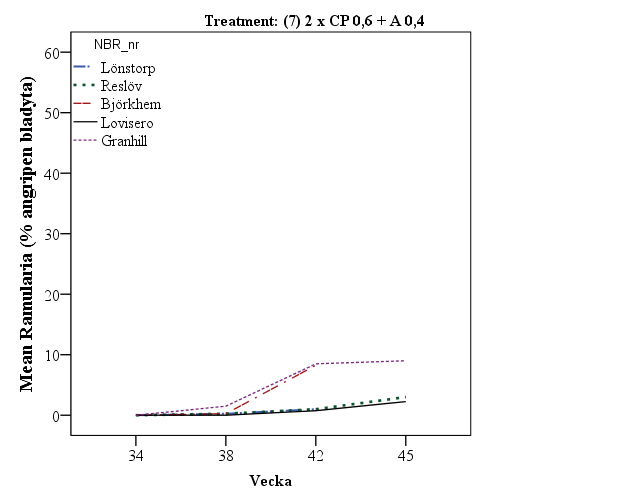 Treatment: (7) 2 x CP 0,6 + A 0,4
NBR_nr
Lönstorp
Reslöv
Björkhem
Lovisero
Granhill
Mean Ramularia (% angripen bladyta)
60
50
40
30
20
10
0
34 38 42 45
Vecka